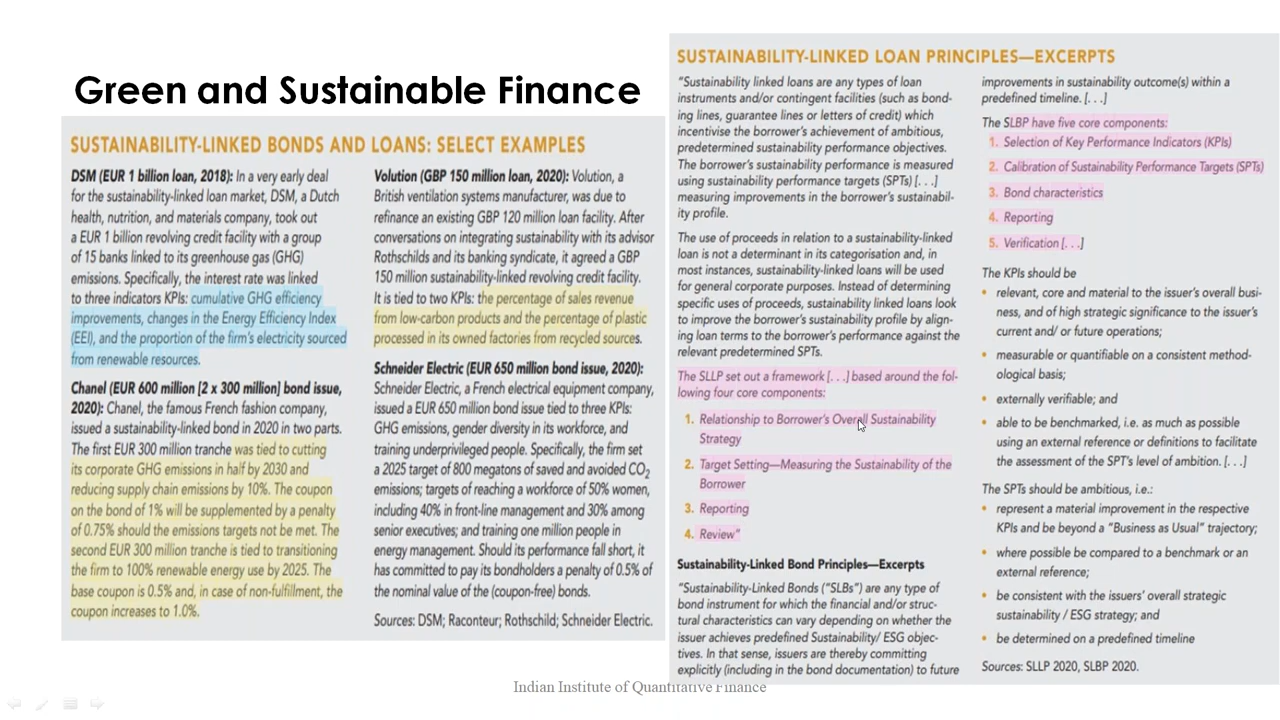 Green and Sustainable Finance
SUSTAINABILITY-LINKED BONDS AND LOANS: SELECT EXAMPLES
DSM (EUR 1 billion loan, 2018): In a very early deal
for the sustainability-linked loan market, DSM, a Dutch
health, nutrition, and materials company, took out
a EUR 1 billion revolving credit facility with a group
of 15 banks linked to its greenhouse gas (GHG)
emissions. Specifically, the interest rate was linked
to three indicators KPIs: cumulative GHG efficiency
improvements, changes in the Energy Efficiency Index
(EEI), and the proportion of the firm's electricity sourced
from renewable resources.
Chanel (EUR 600 million [2 x 300 million] bond issue,
2020): Chanel, the famous French fashion company,
issued a sustainability-linked bond in 2020 in two parts.
The first EUR 300 million tranche was tied to cutting
its corporate GHG emissions in half by 2030 and
reducing supply chain emissions by 10%. The coupon
on the bond of 1% will be supplemented by a penalty
of 0.75% should the emissions targets not be met. The
second EUR 300 million tranche is tied to transitioning
the firm to 100% renewable energy use by 2025. The
base coupon is 0.5% and, in case of non-fulfillment, the
coupon increases to 1.0%.
Volution (GBP 150 million loan, 2020): Volution, a
British ventilation systems manufacturer, was due to
refinance an existing GBP 120 million loan facility. After
conversations on integrating sustainability with its advisor
Rothschilds and its banking syndicate, it agreed a GBP
150 million sustainability-linked revolving credit facility.
It is tied to two KPIs: the percentage of sales revenue
from low-carbon products and the percentage of plastic
processed in its owned factories from recycled sources.
Schneider Electric (EUR 650 million bond issue, 2020):
Schneider Electric, a French electrical equipment company,
issued a EUR 650 million bond issue tied to three KPIs:
GHG emissions, gender diversity in its workforce, and
training underprivileged people. Specifically, the firm set
a 2025 target of 800 megatons of saved and avoided CO2
emissions; targets of reaching a workforce of 50% women,
including 40% in front-line management and 30% among
senior executives; and training one million people in
energy management. Should its performance fall short, it
has committed to pay its bondholders a penalty of 0.5% of
the nominal value of the (coupon-free) bonds.
Sources: DSM; Raconteur; Rothschild; Schneider Electric.
SUSTAINABILITY-LINKED LOAN PRINCIPLES—EXCERPTS
"Sustainability linked loans are any types of loan
instruments and/or contingent facilities (such as bond-
ing lines, guarantee lines or letters of credit) which
incentivise the borrower's achievement of ambitious,
predetermined sustainability performance objectives.
The borrower's sustainability performance is measured
using sustainability performance targets (SPTs) [. . .]
measuring improvements in the borrower's sustainabil-
ity profile.
The use of proceeds in relation to a sustainability-linked
loan is not a determinant in its categorisation and, in
most instances, sustainability-linked loans will be used
for general corporate purposes. Instead of determining
specific uses of proceeds, sustainability linked loans look
to improve the borrower's sustainability profile by align-
ing loan terms to the borrower's performance against the
relevant predetermined SPTs.
The SLLP set out a framework [. . .] based around the fol-
lowing four core components:
1. Relationship to Borrower's Overall Sustainability
Strategy
2. Target Setting—Measuring the Sustainability of the
Borrower
3. Reporting
4. Review"
Sustainability-Linked Bond Principles—Excerpts
"Sustainability-Linked Bonds ("SLBs") are any type of
bond instrument for which the financial and/or struc-
tural characteristics can vary depending on whether the
issuer achieves predefined Sustainability/ ESG objec-
tives. In that sense, issuers are thereby committing
explicitly (including in the bond documentation) to future
improvements in sustainability outcome(s) within a
predefined timeline. [. . .]
The SLBP have five core components:
1. Selection of Key Performance Indicators (KPIs)
2. Calibration of Sustainability Performance Targets (SPTs)
3. Bond characteristics
4. Reporting
5. Verification [. . .]
The KPIs should be
• relevant, core and material to the issuer's overall busi-
ness, and of high strategic significance to the issuer's
current and/ or future operations;
• measurable or quantifiable on a consistent method-
ological basis;
• externally verifiable; and
• able to be benchmarked, i.e. as much as possible
using an external reference or definitions to facilitate
the assessment of the SPT's level of ambition. [. . .]
The SPTs should be ambitious, i.e.:
• represent a material improvement in the respective
KPIs and be beyond a "Business as Usual" trajectory;
• where possible be compared to a benchmark or an
external reference;
• be consistent with the issuers' overall strategic
sustainability / ESG strategy; and
• be determined on a predefined timeline
Sources: SLLP 2020, SLBP 2020.
Indian Institute of Quantitative Finance